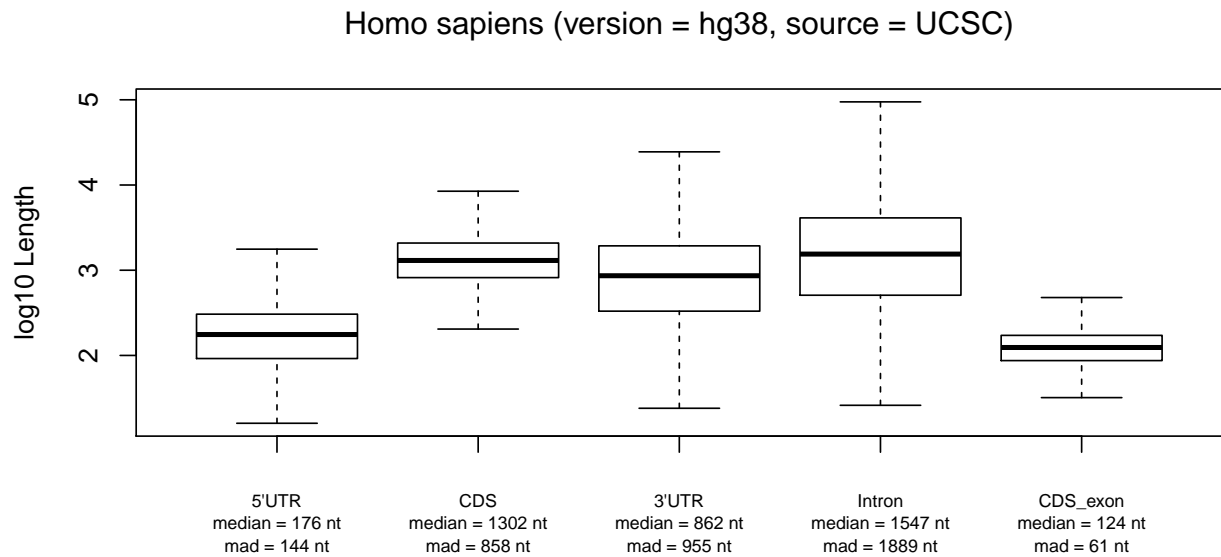 Homo sapiens (version = hg38, source = UCSC)
log10 Length
5
4
3
2
5'UTR
median = 176 nt
mad = 144 nt
CDS
median = 1302 nt
mad = 858 nt
3'UTR
median = 862 nt
mad = 955 nt
Intron
median = 1547 nt
mad = 1889 nt
CDS_exon
median = 124 nt
mad = 61 nt